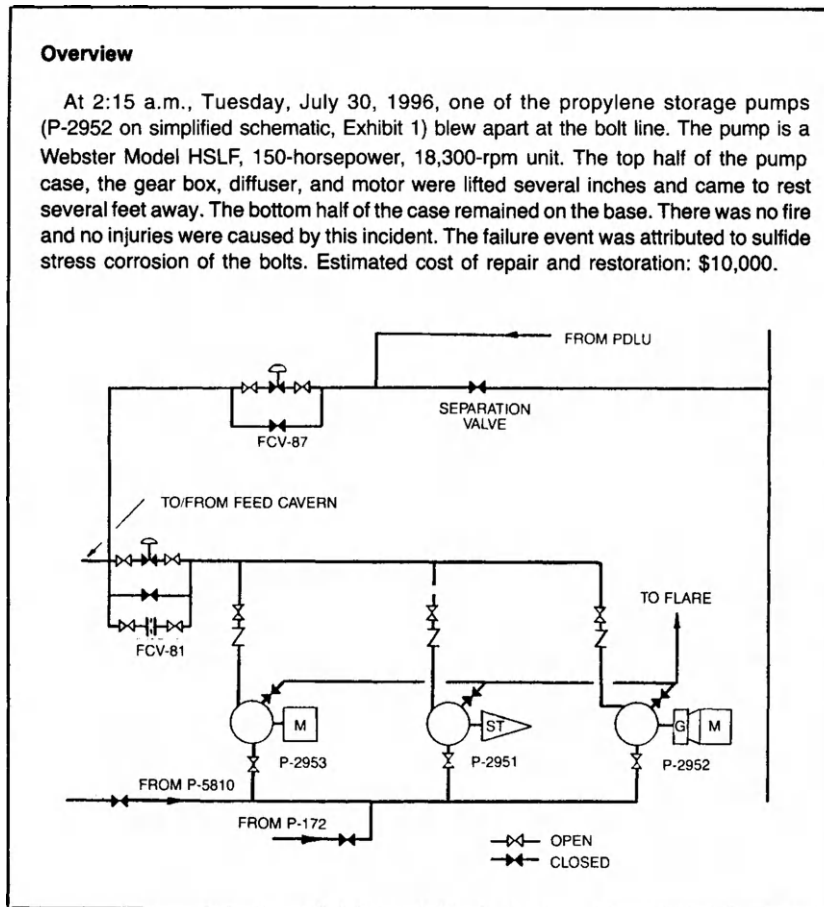 Overview
At 2:15 a.m., Tuesday, July 30, 1996, one of the propylene storage pumps
(P-2952 on simplified schematic, Exhibit 1) blew apart at the bolt line. The pump is a
Webster Model HSLF, 150-horsepower, 18,300-rpm unit. The top half of the pump
case, the gear box, diffuser, and motor were lifted several inches and came to rest
several feet away. The bottom half of the case remained on the base. There was no fire
and no injuries were caused by this incident. The failure event was attributed to sulfide
stress corrosion of the bolts. Estimated cost of repair and restoration: $10,000.
FROM PDLU
SEPARATION
VALVE
FCV-87
TO/FROM FEED CAVERN
TO FLARE
FCV-81
M
ST
G
M
P-2953
P-2951
P-2952
FROM P-5810
FROM P-172
OPEN
CLOSED